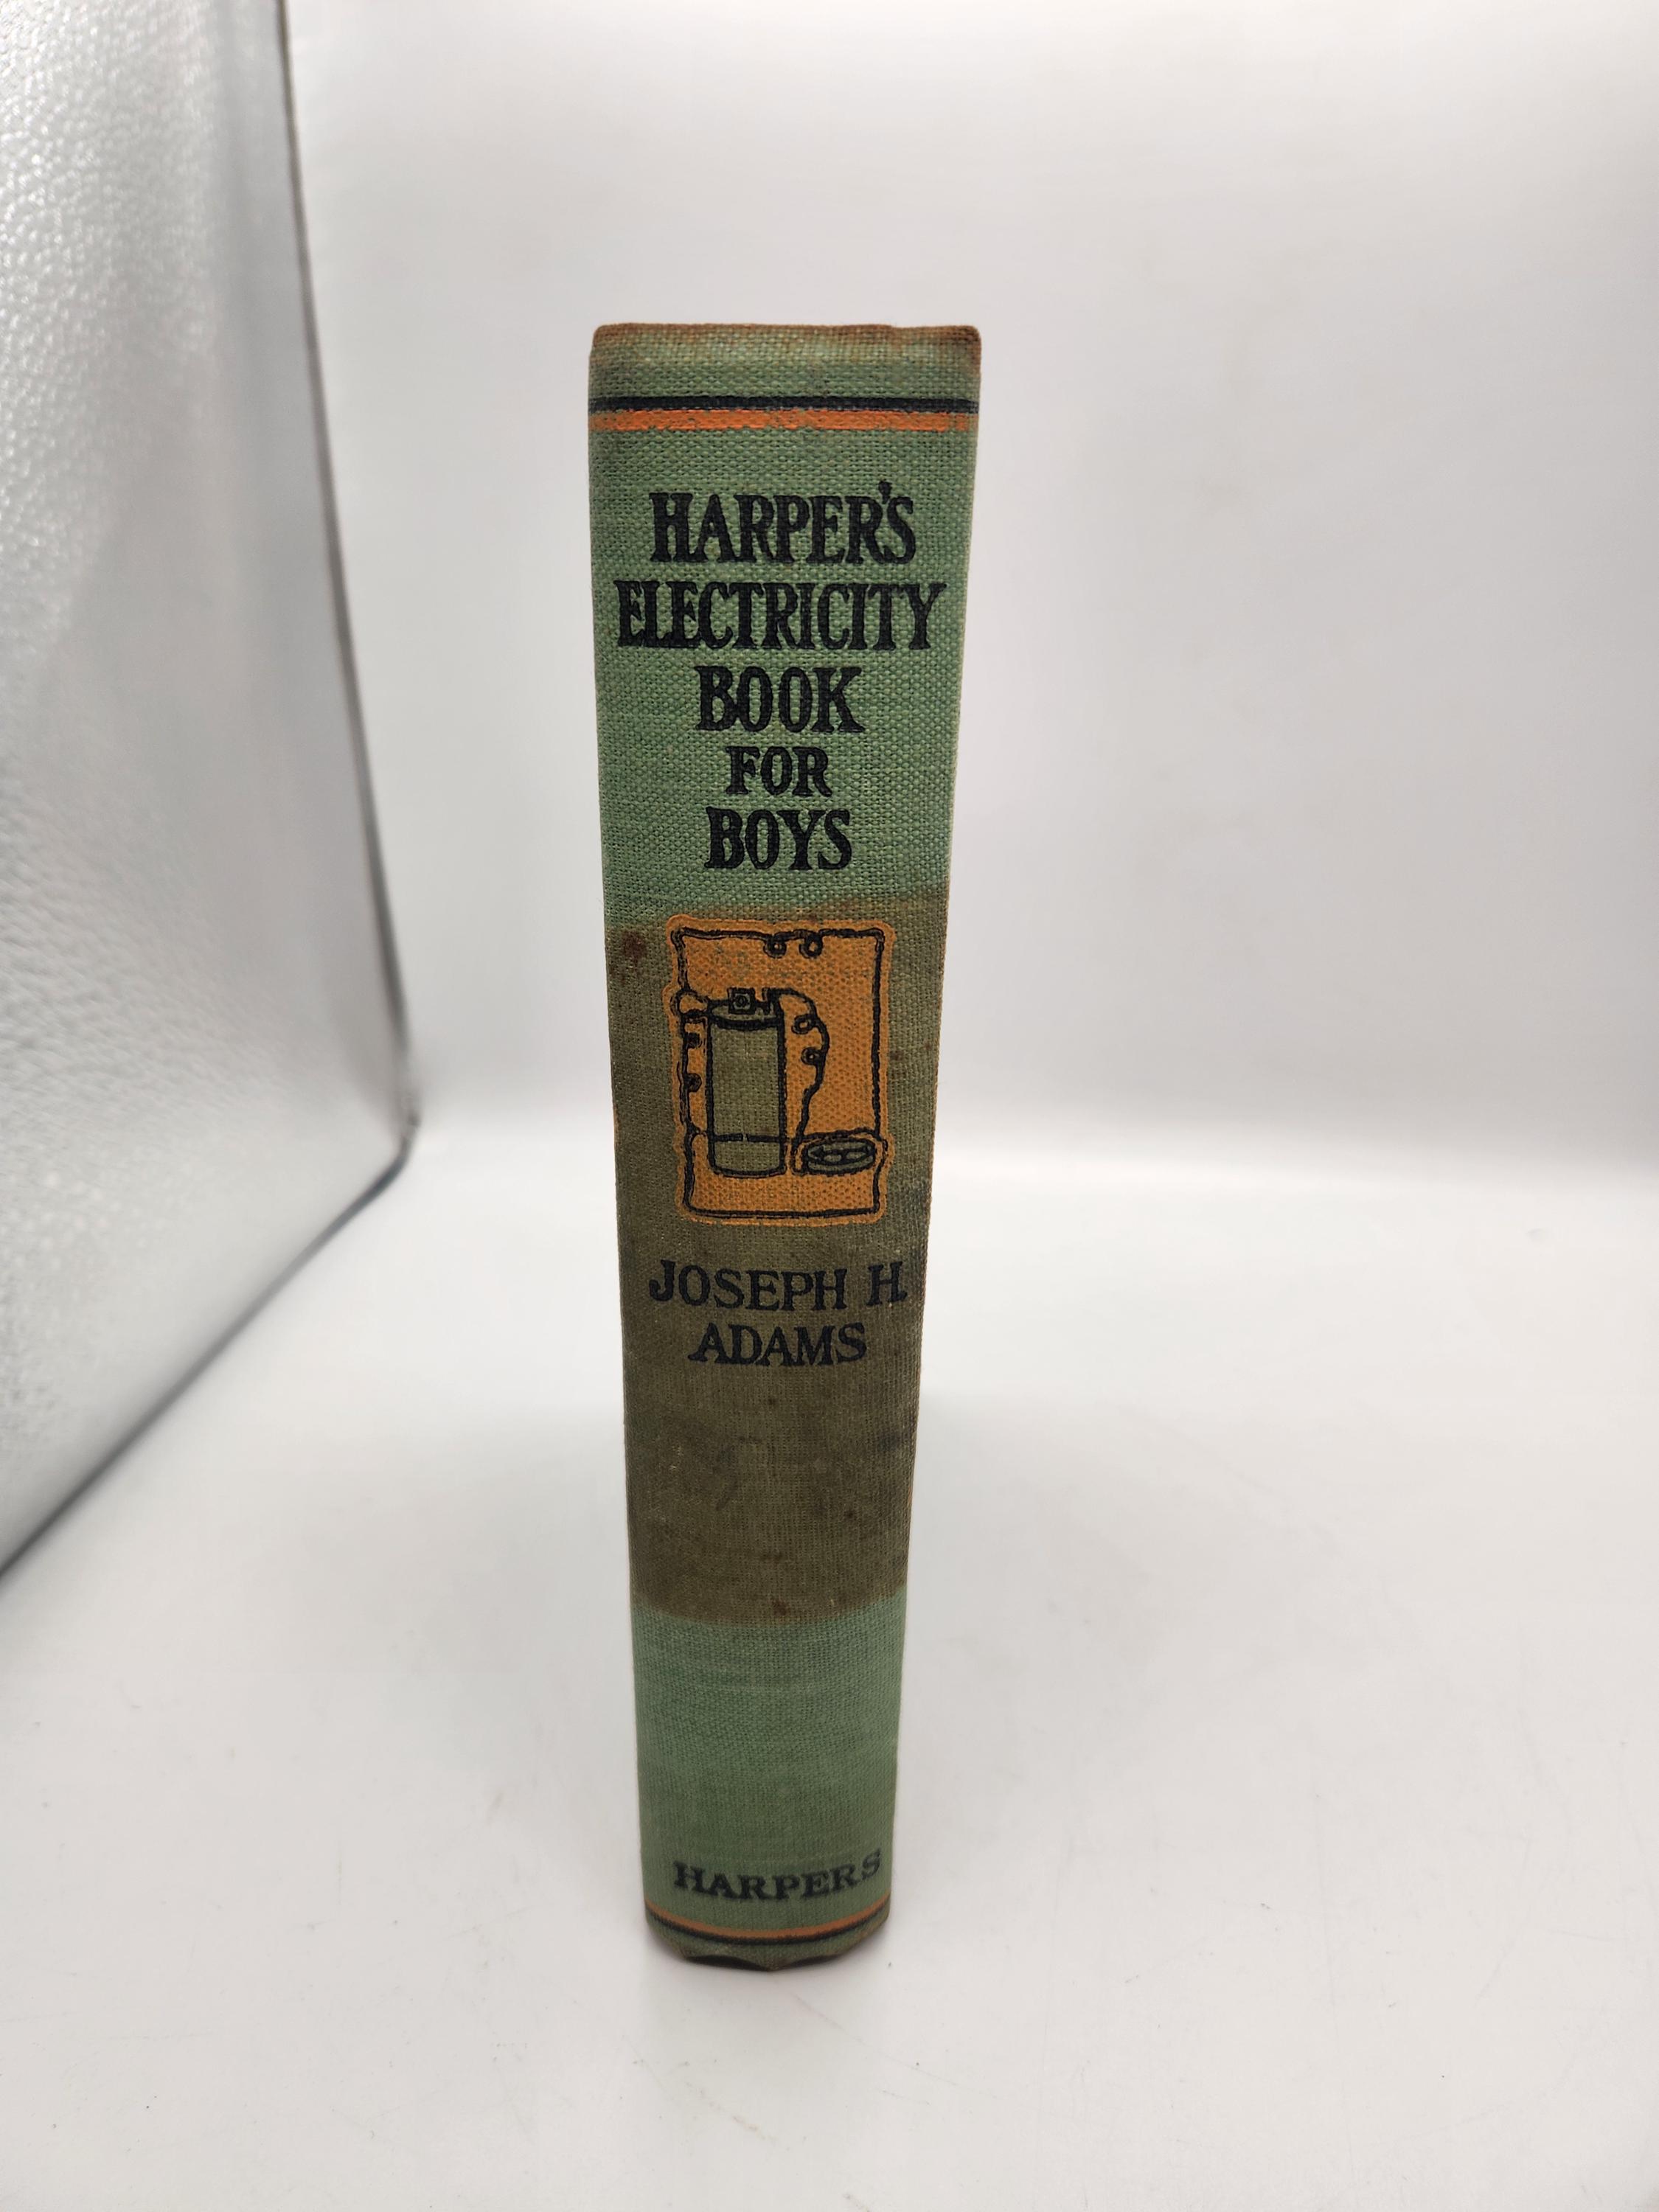 HARPER'S
ELECTRICITY
BOOK
FOR
BOYS
JOSEPH H.
ADAMS
HARPERS